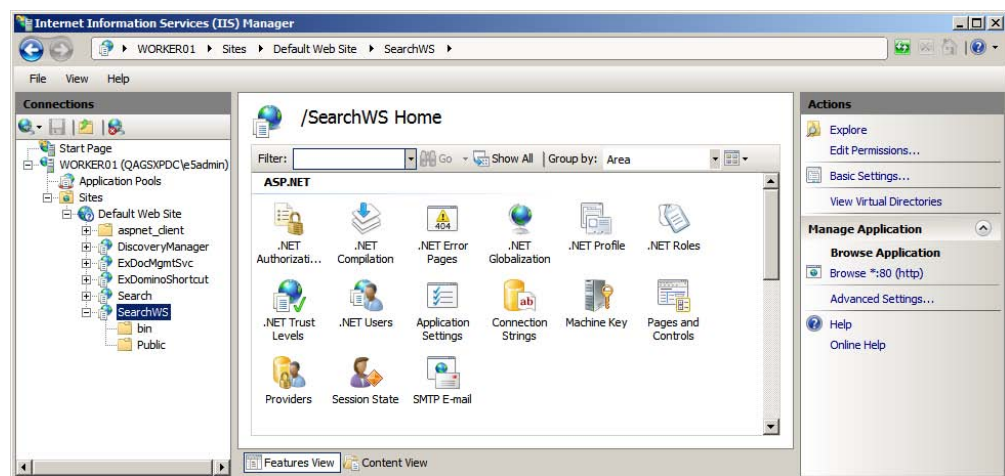 Internet Information Services (IIS) Manager
WORKER01 Sites Default Web Site SearchWS
File View Help
Connections
Start Page
WORKER01 (QAGSXPDC\eSadmin)
Application Pools
Sites
Default Web Site
aspnet_client
DiscoveryManager
ExDocMgmtSvc
ExDominoShortcut
Search
SearchWS
bin
Public
/SearchWS Home
Filter: Go Show All Group by: Area
ASP.NET
.NET Authorizati...
.NET Compilation
404
.NET Error Pages
.NET Globalization
.NET Profile
.NET Roles
.NET Trust Levels
.NET Users
Application Settings
ab
Connection Strings
Machine Key
Pages and Controls
Providers
Session State
SMTP E-mail
Features View Content View
Actions
Explore
Edit Permissions...
Basic Settings...
View Virtual Directories
Manage Application
Browse Application
Browse *:80 (http)
Advanced Settings...
Help
Online Help